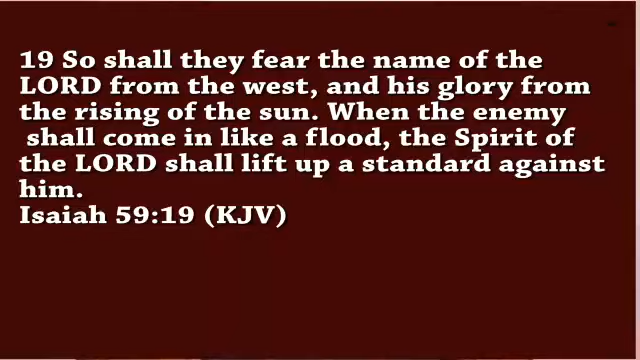 19 So shall they fear the name of the
LORD from the west, and his glory from
the rising of the sun. When the enemy
shall come in like a flood, the Spirit of
the LORD shall lift up a standard against
him.
Isaiah 59:19 (KJV)